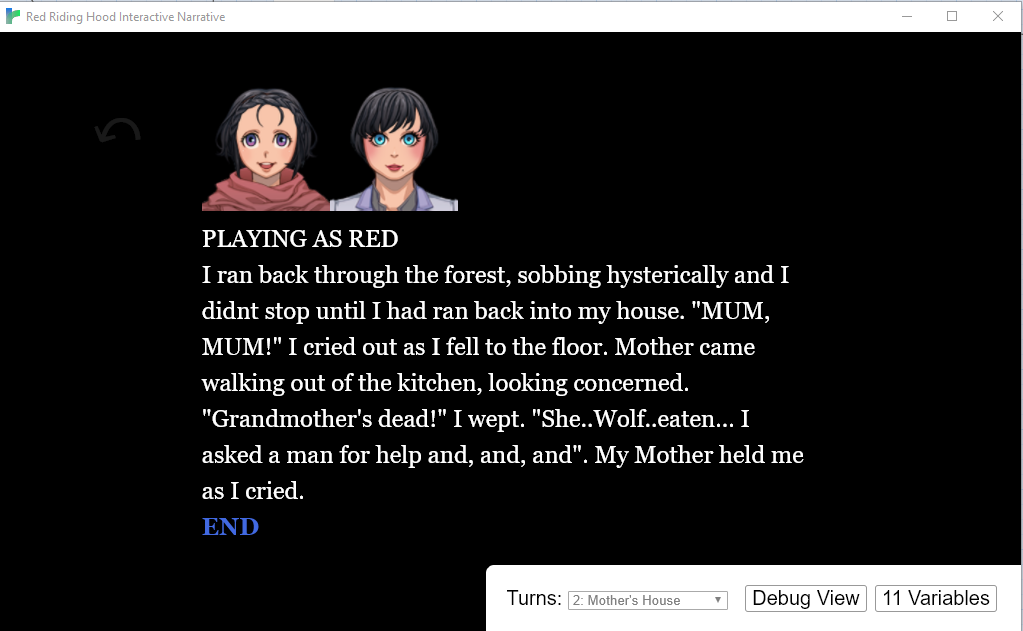 Red Riding Hood Interactive Narrative
PLAYING AS RED
I ran back through the forest, sobbing hysterically and I
didnt stop until I had ran back into my house. "MUM,
MUM!" I cried out as I fell to the floor. Mother came
walking out of the kitchen, looking concerned.
"Grandmother's dead!" I wept. "She..Wolf..eaten... I
asked a man for help and, and, and". My Mother held me
as I cried.
END
Turns: 2: Mother's House Debug View 11 Variables